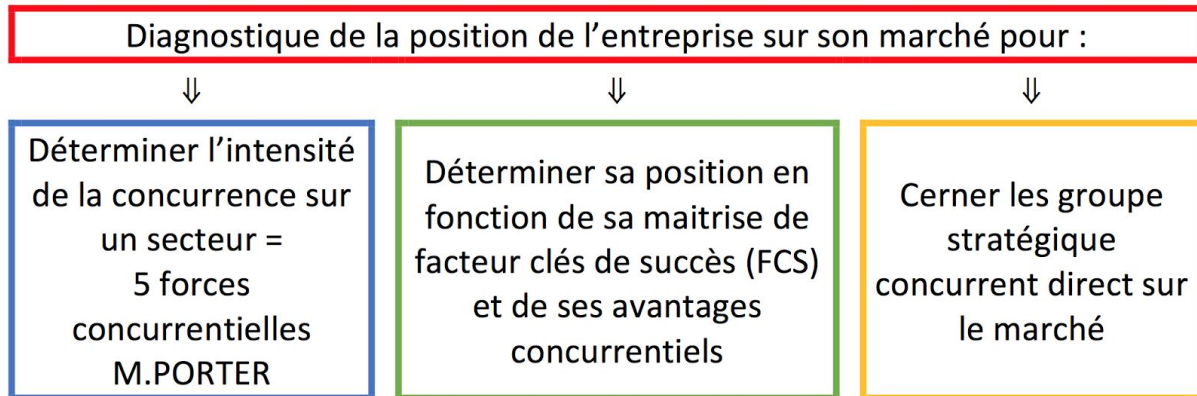 Diagnostique de la position de l’entreprise sur son marché pour :
⇓ ⇓ ⇓
Déterminer l’intensité
de la concurrence sur
un secteur =
5 forces
concurrentielles
M.PORTER
Déterminer sa position en
fonction de sa maitrise de
facteur clés de succès (FCS)
et de ses avantages
concurrentiels
Cerner les groupe
stratégique
concurrent direct sur
le marché